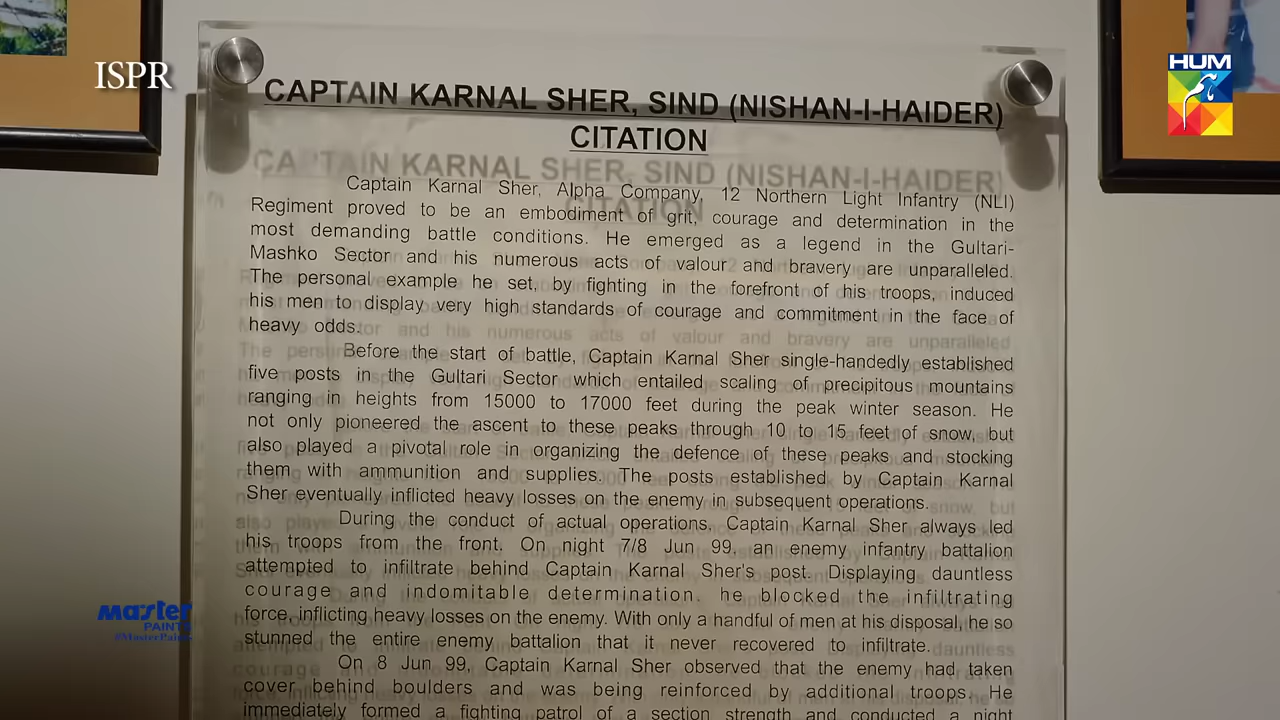 ISPR
HUM
CAPTAIN KARNAL SHER, SIND (NISHAN-I-HAIDER)
CITATION
Captain Karnal Sher, Alpha Company, 12 Northern Light Infantry (NLI)
Regiment proved to be an embodiment of grit, courage and determination in the
most demanding battle conditions. He emerged as a legend in the Gultari-
Mashko Sector and his numerous acts of valour and bravery are unparalleled.
The personal example he set, by fighting in the forefront of his troops, induced
his men to display very high standards of courage and commitment in the face of
heavy odds.
Before the start of battle, Captain Karnal Sher single-handedly established
five posts in the Gultari Sector which entailed scaling of precipitous mountains
ranging in heights from 15000 to 17000 feet during the peak winter season. He
not only pioneered the ascent to these peaks through 10 to 15 feet of snow, but
also played a pivotal role in organizing the defence of these peaks and stocking
them with ammunition and supplies. The posts established by Captain Karnal
Sher eventually inflicted heavy losses on the enemy in subsequent operations.
During the conduct of actual operations, Captain Karnal Sher always led
his troops from the front. On night 7/8 Jun 99, an enemy infantry battalion
attempted to infiltrate behind Captain Karnal Sher's post. Displaying dauntless
courage and indomitable determination, he blocked the infiltrating
force, inflicting heavy losses on the enemy. With only a handful of men at his disposal, he so
stunned the entire enemy battalion that it never recovered to infiltrate.
On 8 Jun 99, Captain Karnal Sher observed that the enemy had taken
cover behind boulders and was being reinforced by additional troops. He
immediately formed a fighting patrol of a section strength and conducted a night
master
PAINTS
#MasterPaints